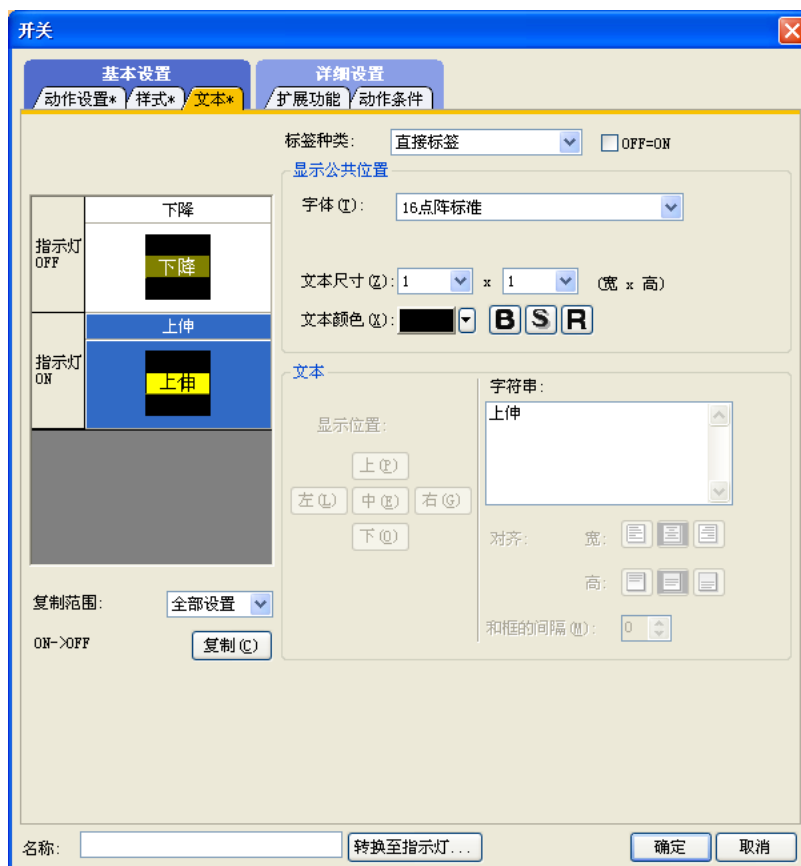 开关
基本设置
详细设置
动作设置*
样式*
文本*
扩展功能
动作条件
标签种类:
直接标签
OFF=ON
显示公共位置
字体(T):
16点阵标准
文本尺寸(Z):
1
x
1
(宽 x 高)
文本颜色(X):
B
S
R
指示灯
OFF
下降
下降
指示灯
ON
上伸
上伸
文本
显示位置:
上(P)
左(L)
中(E)
右(G)
下(O)
字符串:
上伸
对齐:
宽:
高:
和框的间隔(M):
0
复制范围:
全部设置
ON->OFF
复制(C)
名称:
转换至指示灯...
确定
取消